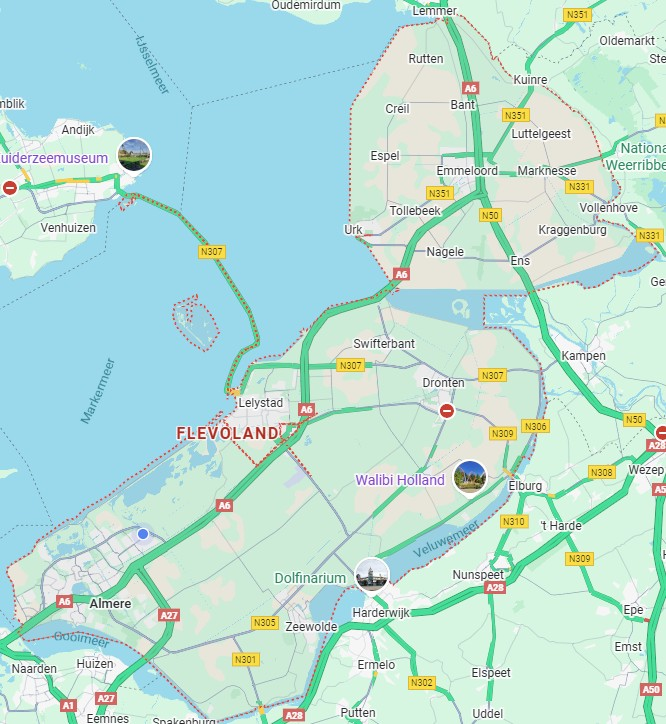 Oudemirdum
Lemmer
N351
IJsselmeer
Rutten
Oldemarkt
Kuinre
A6
Creil
Bant
N351
Andijk
Luttelgeest
uiderzeemuseum
Espel
Nationa
Weerribbe
Emmeloord
Marknesse
N331
N351
Tollebeek
N50
Vollenhove
Venhuizen
Urk
Kraggenburg
N331
N307
Nagele
Ens
A6
Swifterbant
Kampen
Markermeer
N307
Dronten
N307
Lelystad
A6
N50
FLEVOLAND
N309
N306
A28
Wezep
N308
Walibi Holland
Elburg
A6
N310
't Harde
Veluwemeer
N309
Dolfinarium
Nunspeet
A28
A6
Almere
A27
N305
Zeewolde
Harderwijk
Epe
Gooimeer
Emst
N301
Naarden
Huizen
Ermelo
Elspeet
N302
A50
A1
A27
Eemnes
Spakenburg
A28
Putten
Uddel